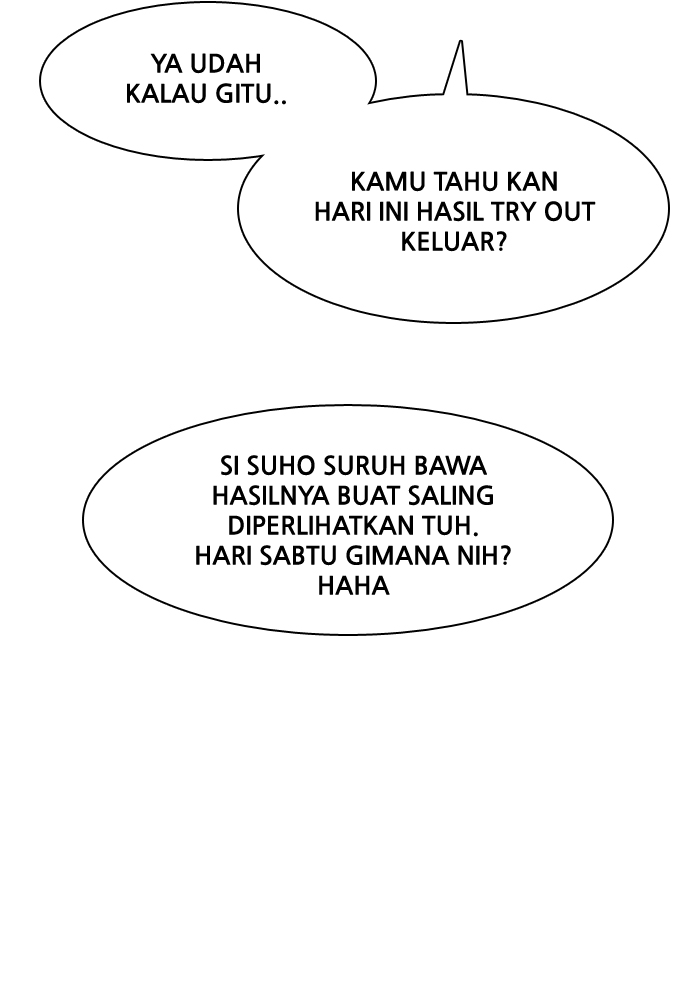 YA UDAH
KALAU GITU..
KAMU TAHU KAN
HARI INI HASIL TRY OUT
KELUAR?
SI SUHO SURUH BAWA
HASILNYA BUAT SALING
DIPERLIHATKAN TUH.
HARI SABTU GIMANA NIH?
HAHA